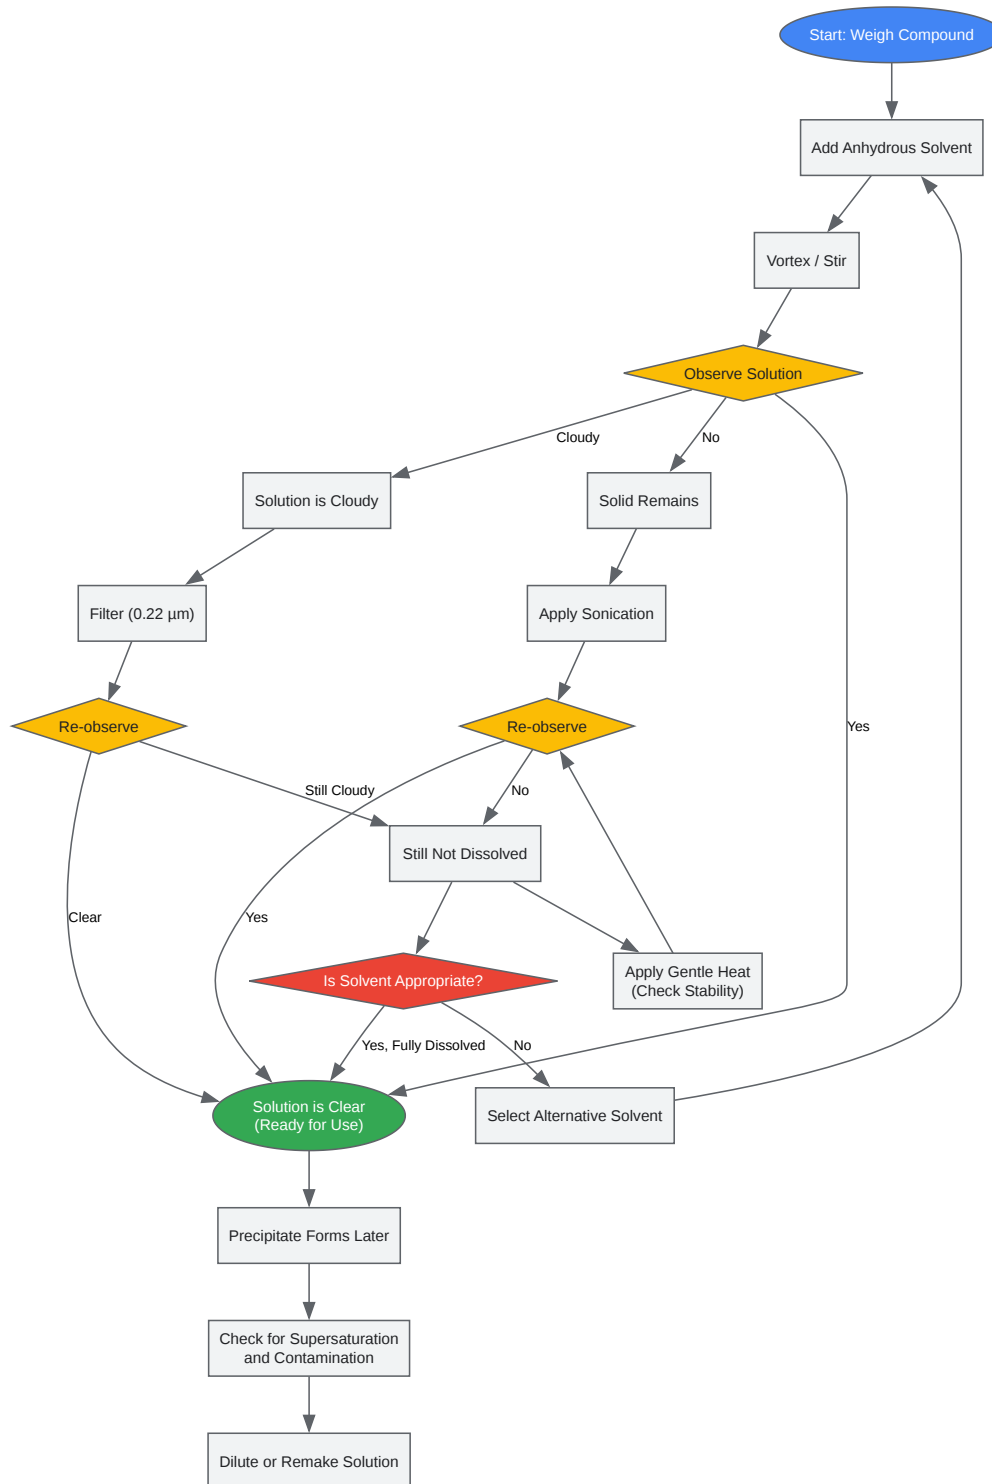 Start: Weigh Compound
Add Anhydrous Solvent
Vortex / Stir
Observe Solution
Cloudy
No
Solution is Cloudy
Solid Remains
Filter (0.22 µm)
Apply Sonication
Re-observe
Re-observe
Yes
Still Cloudy
No
Still Not Dissolved
Clear
Yes
Is Solvent Appropriate?
Apply Gentle Heat
(Check Stability)
Yes, Fully Dissolved
No
Solution is Clear
(Ready for Use)
Select Alternative Solvent
Precipitate Forms Later
Check for Supersaturation
and Contamination
Dilute or Remake Solution